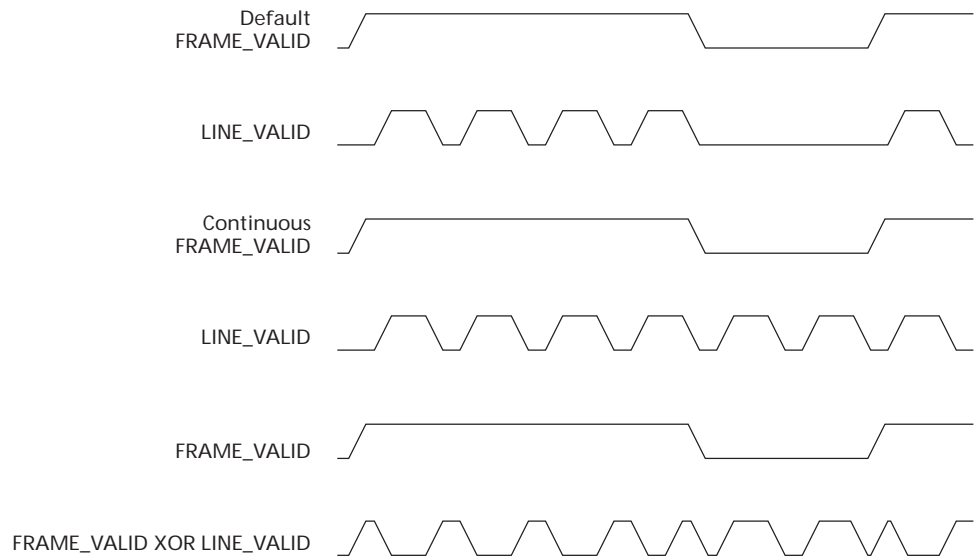 Default
FRAME_VALID
LINE_VALID
Continuous
FRAME_VALID
LINE_VALID
FRAME_VALID
FRAME_VALID XOR LINE_VALID